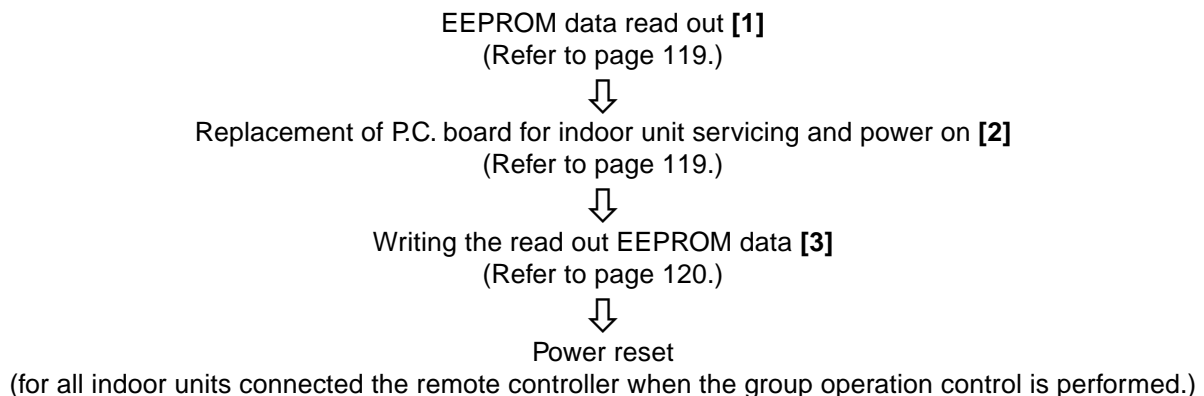 EEPROM data read out [1]
(Refer to page 119.)
Replacement of P.C. board for indoor unit servicing and power on [2]
(Refer to page 119.)
Writing the read out EEPROM data [3]
(Refer to page 120.)
Power reset
(for all indoor units connected the remote controller when the group operation control is performed.)